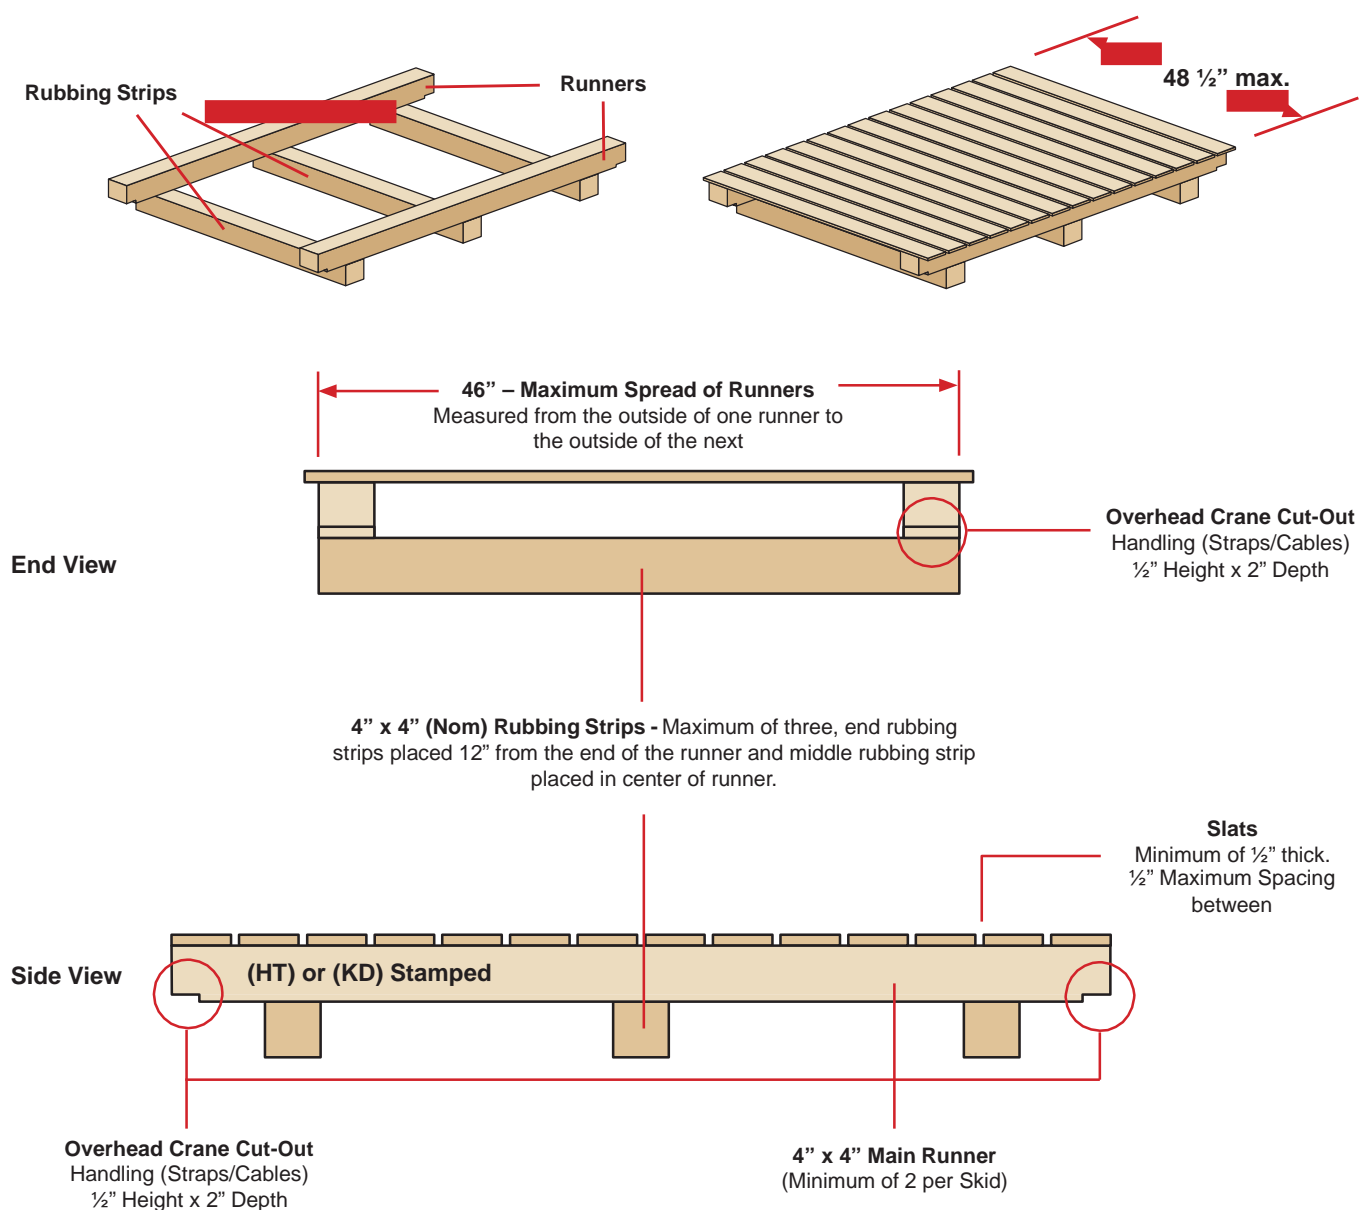 Rubbing Strips
Runners
48 ½” max.
46” – Maximum Spread of Runners
Measured from the outside of one runner to
the outside of the next
End View
Overhead Crane Cut-Out
Handling (Straps/Cables)
½” Height x 2” Depth
4” x 4” (Nom) Rubbing Strips - Maximum of three, end rubbing
strips placed 12” from the end of the runner and middle rubbing strip
placed in center of runner.
Slats
Minimum of ½” thick.
½” Maximum Spacing
between
Side View
(HT) or (KD) Stamped
Overhead Crane Cut-Out
Handling (Straps/Cables)
½” Height x 2” Depth
4” x 4” Main Runner
(Minimum of 2 per Skid)